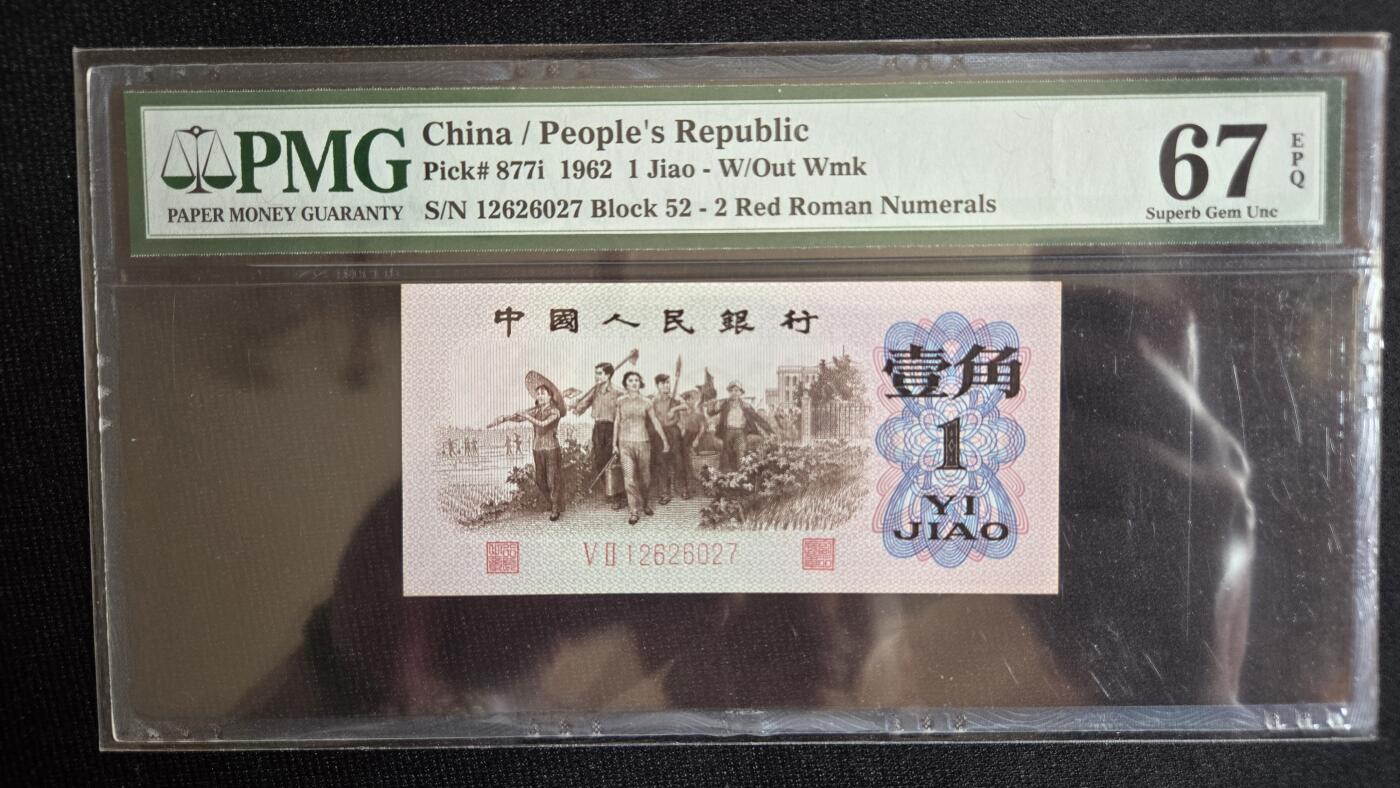 PMG
PAPER MONEY GUARANTY
China / People's Republic
Pick# 877i 1962 1 Jiao - W/Out Wmk
S/N 12626027 Block 52 - 2 Red Roman Numerals
67
EPQ
Superb Gem Unc
中國人民銀行
壹角
1
YI
JIAO
V II 12626027